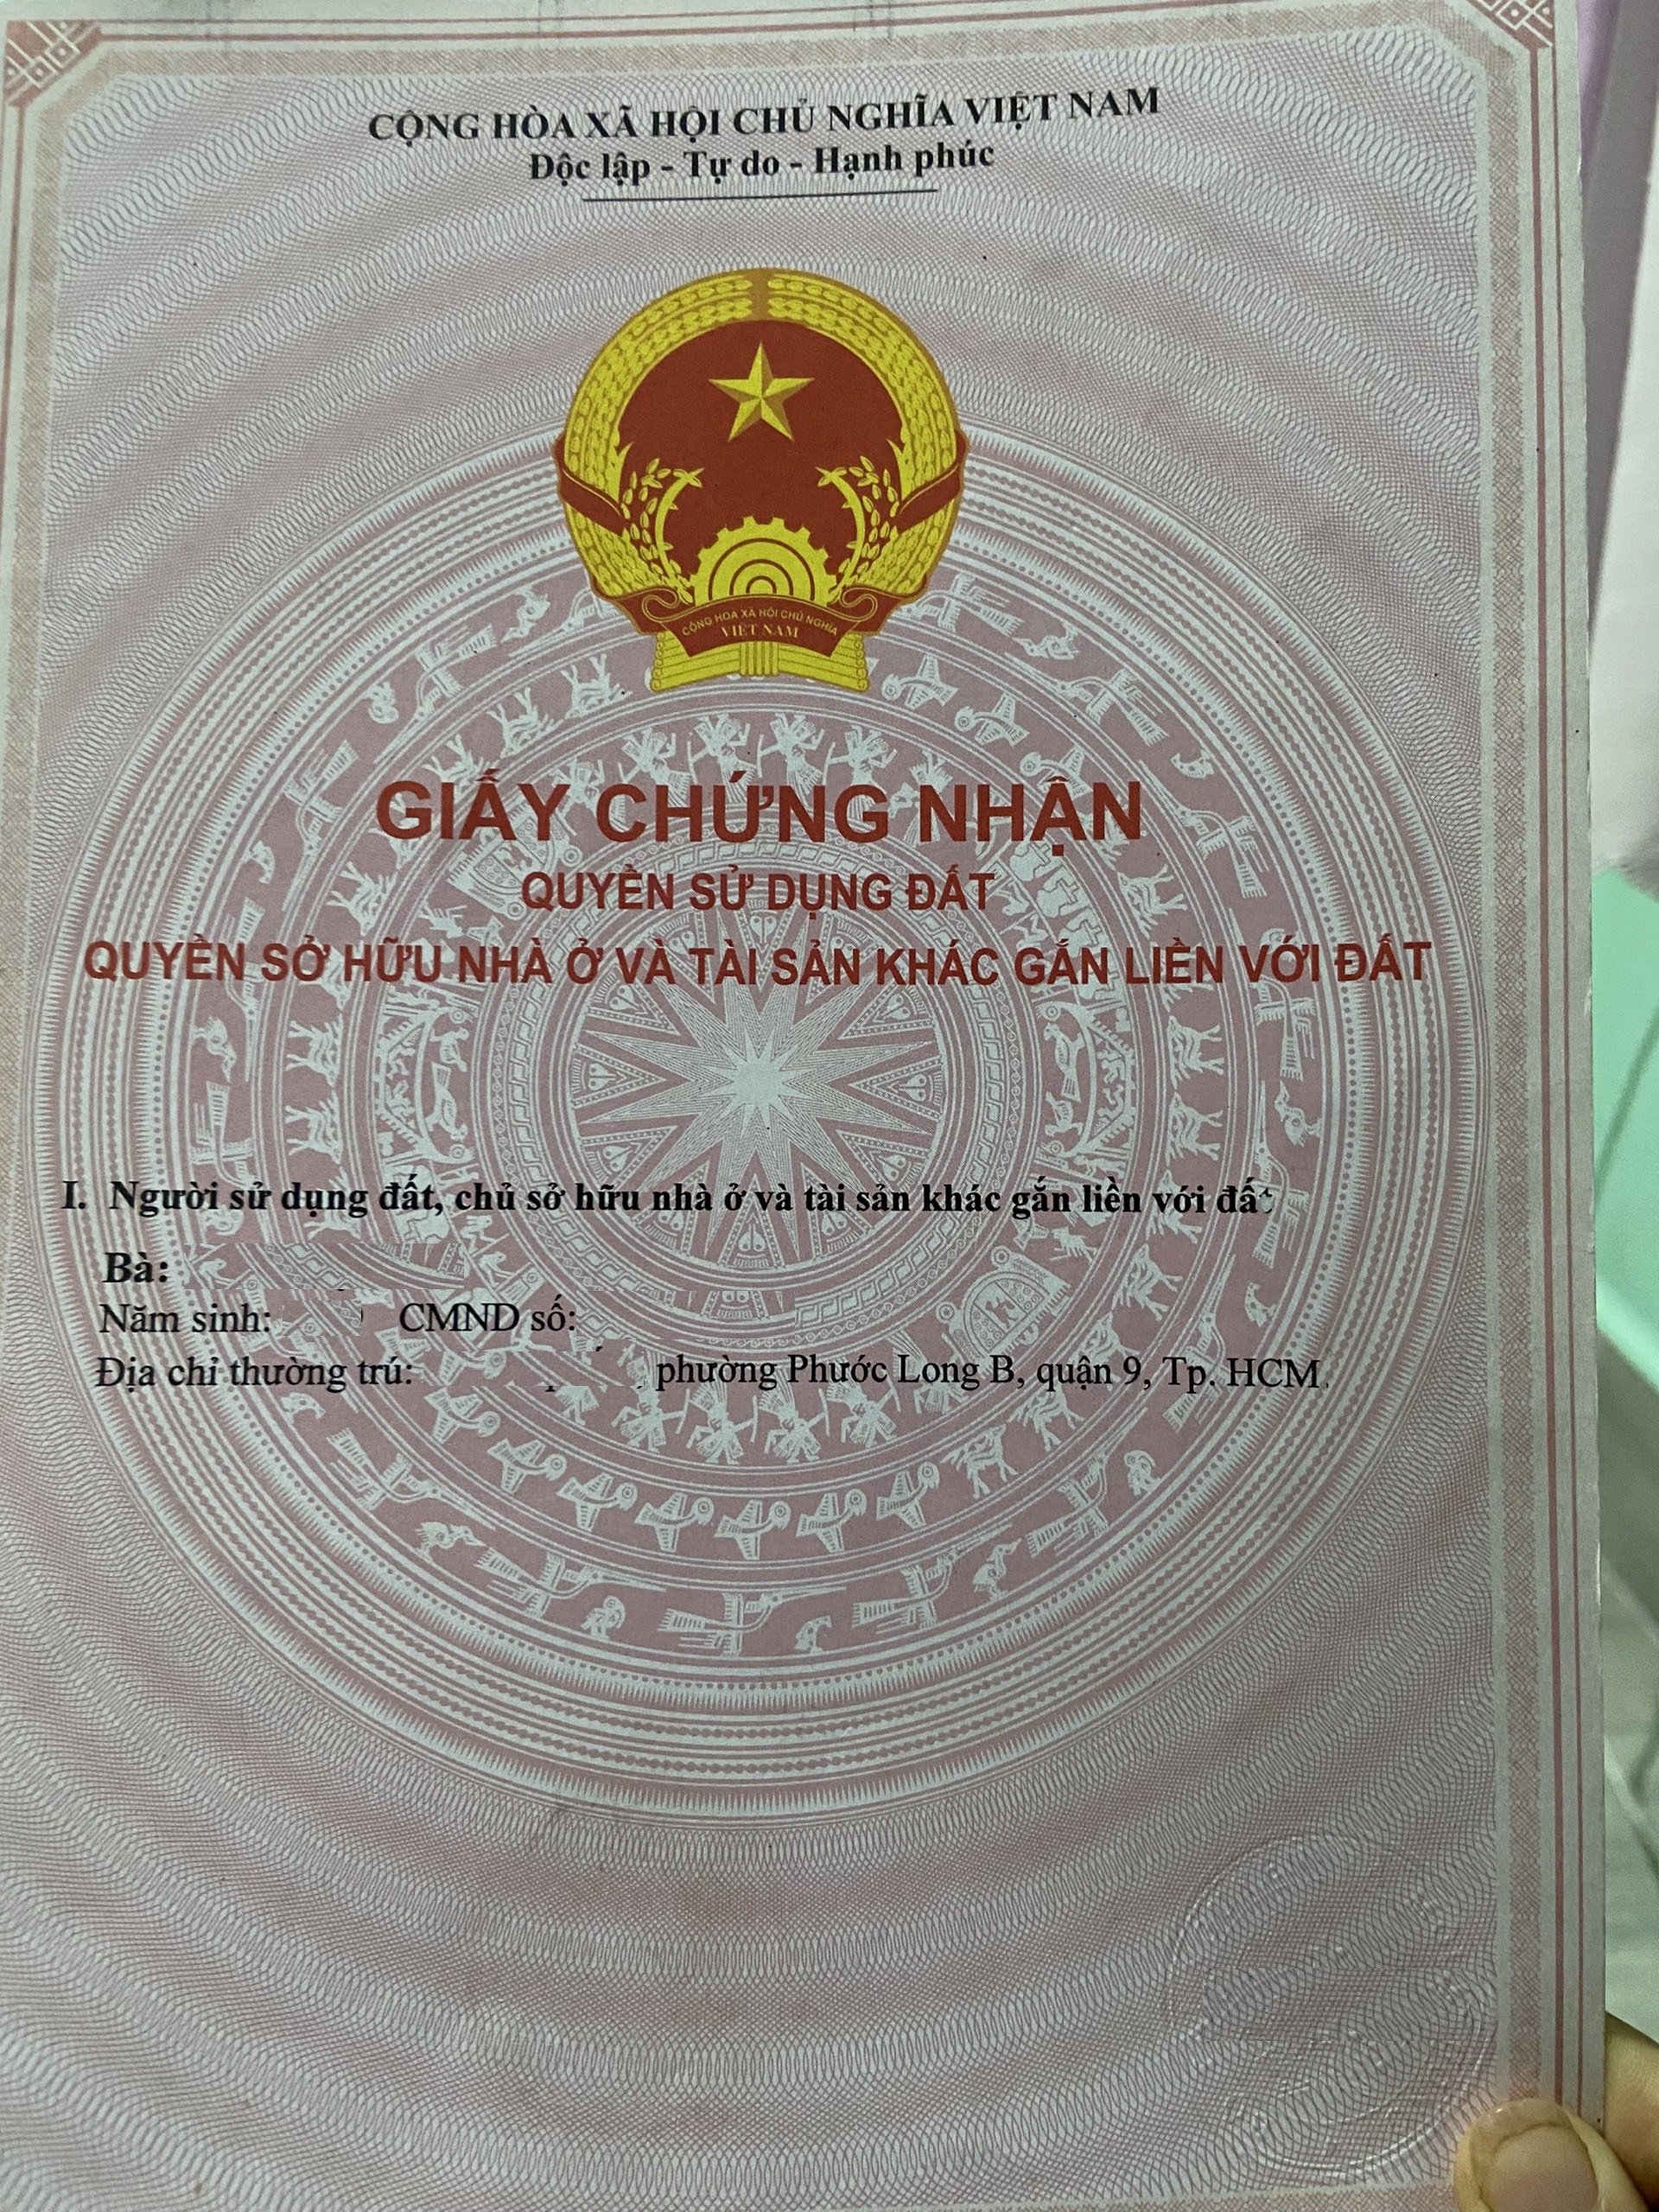 CỘNG HÒA XÃ HỘI CHỦ NGHĨA VIỆT NAM
Độc lập - Tự do - Hạnh phúc
CỘNG HÒA XÃ HỘI CHỦ NGHĨA
VIỆT NAM
GIẤY CHỨNG NHẬN
QUYỀN SỬ DỤNG ĐẤT
QUYỀN SỞ HỮU NHÀ Ở VÀ TÀI SẢN KHÁC GẮN LIỀN VỚI ĐẤT
I. Người sử dụng đất, chủ sở hữu nhà ở và tài sản khác gắn liền với đất
Bà:
Năm sinh: CMND số:
Địa chỉ thường trú: phường Phước Long B, quận 9, Tp. HCM.